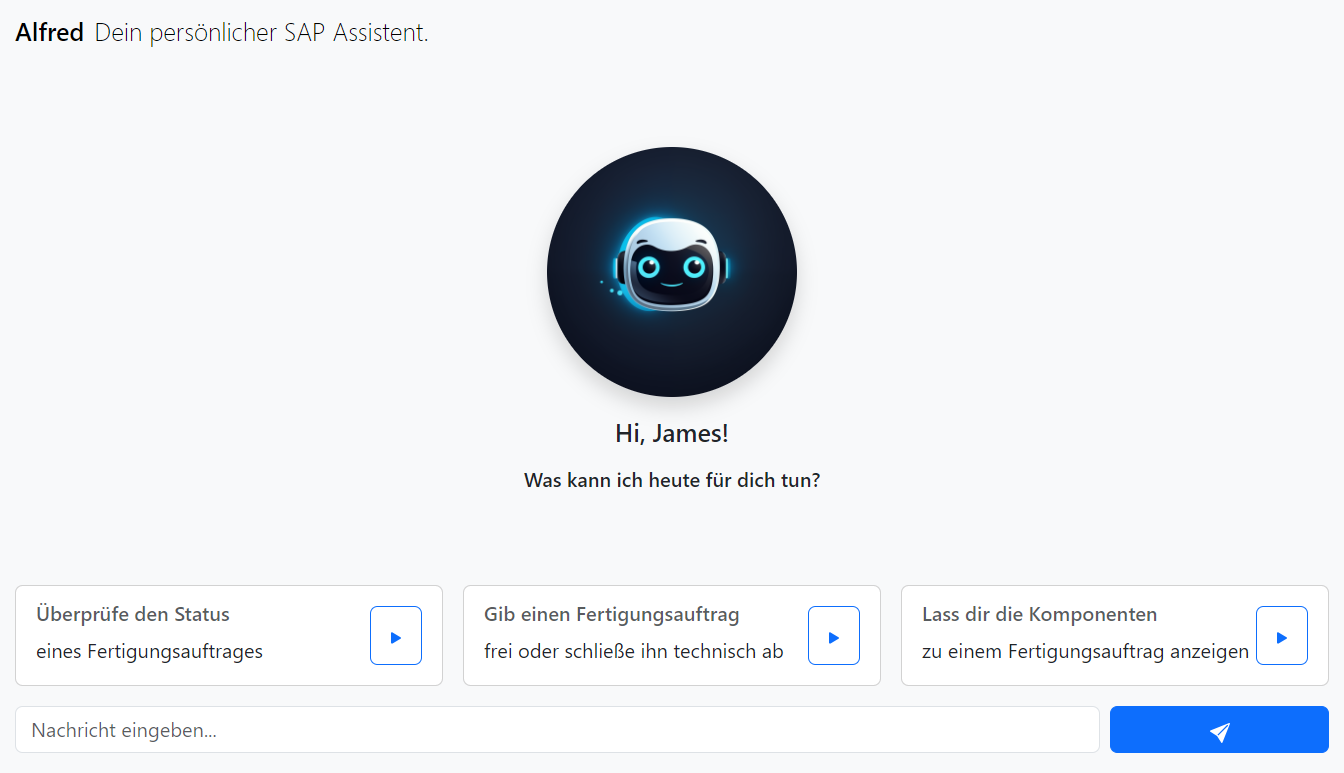 Alfred Dein persönlicher SAP Assistent.
Hi, James!
Was kann ich heute für dich tun?
Überprüfe den Status
eines Fertigungsauftrages
Gib einen Fertigungsauftrag
frei oder schließe ihn technisch ab
Lass dir die Komponenten
zu einem Fertigungsauftrag anzeigen
Nachricht eingeben...